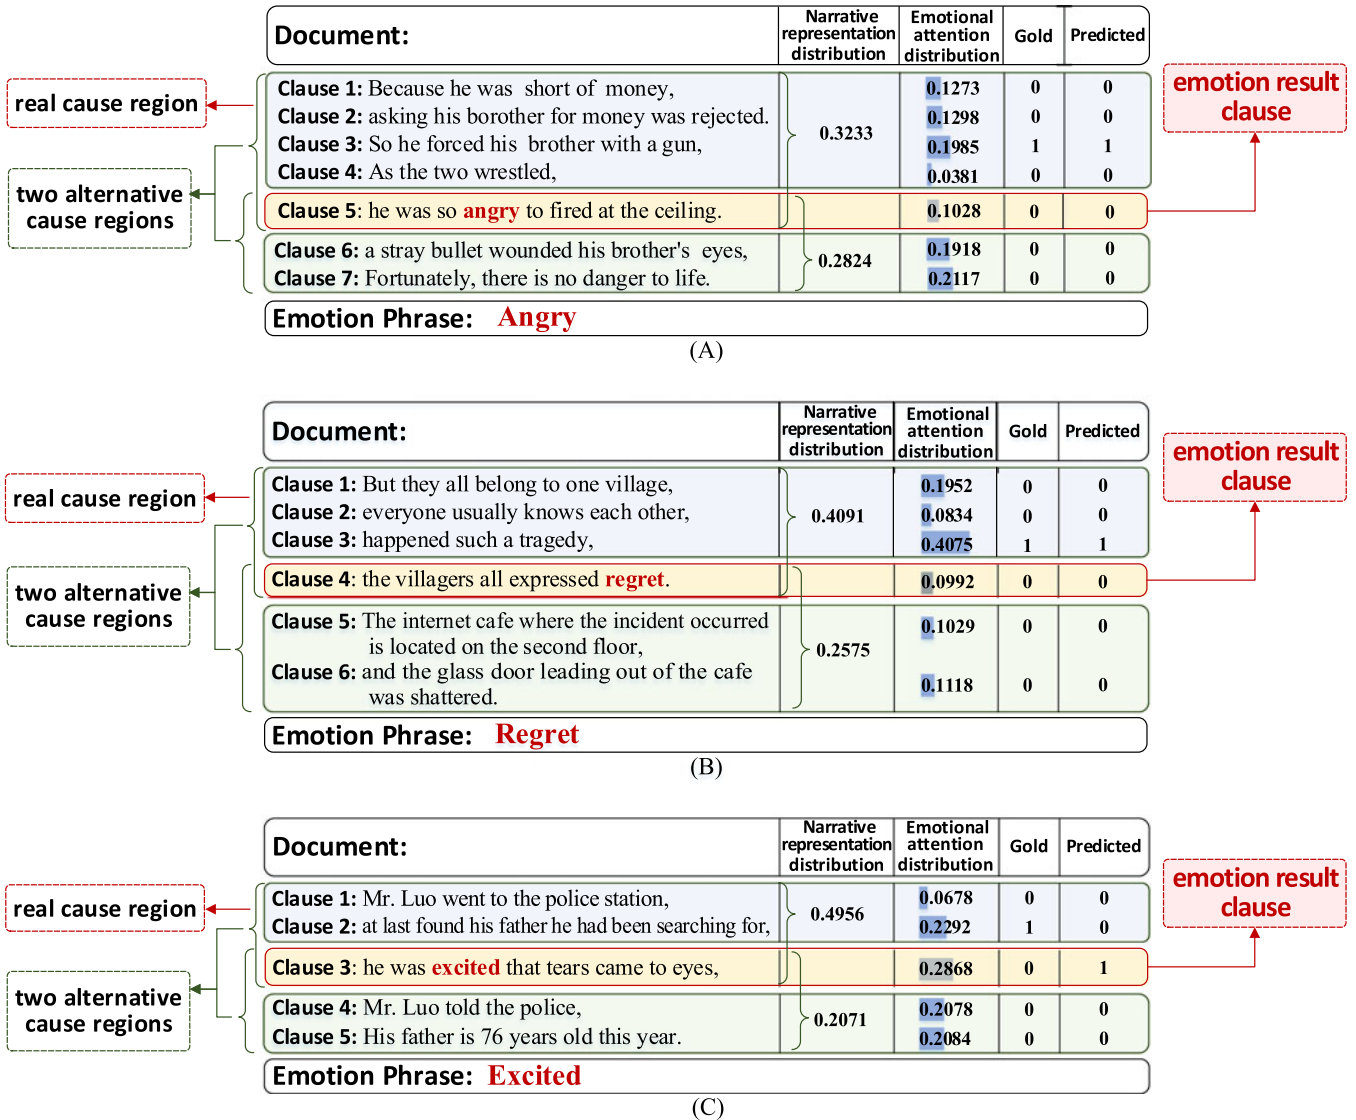 Document:
Narrative representation distribution
Emotional attention distribution
Gold
Predicted
real cause region
two alternative cause regions
emotion result clause
Clause 1: Because he was short of money, 0.1273 0 0
Clause 2: asking his borother for money was rejected. 0.1298 0 0
0.3233
Clause 3: So he forced his brother with a gun, 0.1985 1 1
Clause 4: As the two wrestled, 0.0381 0 0
Clause 5: he was so angry to fired at the ceiling. 0.1028 0 0
Clause 6: a stray bullet wounded his brother's eyes, 0.1918 0 0
0.2824
Clause 7: Fortunately, there is no danger to life. 0.2117 0 0
Emotion Phrase: Angry
(A)
Document:
Narrative representation distribution
Emotional attention distribution
Gold
Predicted
real cause region
two alternative cause regions
emotion result clause
Clause 1: But they all belong to one village, 0.1952 0 0
Clause 2: everyone usually knows each other, 0.4091 0.0834 0 0
Clause 3: happened such a tragedy, 0.4075 1 1
Clause 4: the villagers all expressed regret. 0.0992 0 0
Clause 5: The internet cafe where the incident occurred 0.1029 0 0
is located on the second floor, 0.2575
Clause 6: and the glass door leading out of the cafe 0.1118 0 0
was shattered.
Emotion Phrase: Regret
(B)
Document:
Narrative representation distribution
Emotional attention distribution
Gold
Predicted
real cause region
two alternative cause regions
emotion result clause
Clause 1: Mr. Luo went to the police station, 0.0678 0 0
0.4956
Clause 2: at last found his father he had been searching for, 0.2292 1 0
Clause 3: he was excited that tears came to eyes, 0.2868 0 1
Clause 4: Mr. Luo told the police, 0.2078 0 0
0.2071
Clause 5: His father is 76 years old this year. 0.2084 0 0
Emotion Phrase: Excited
(C)